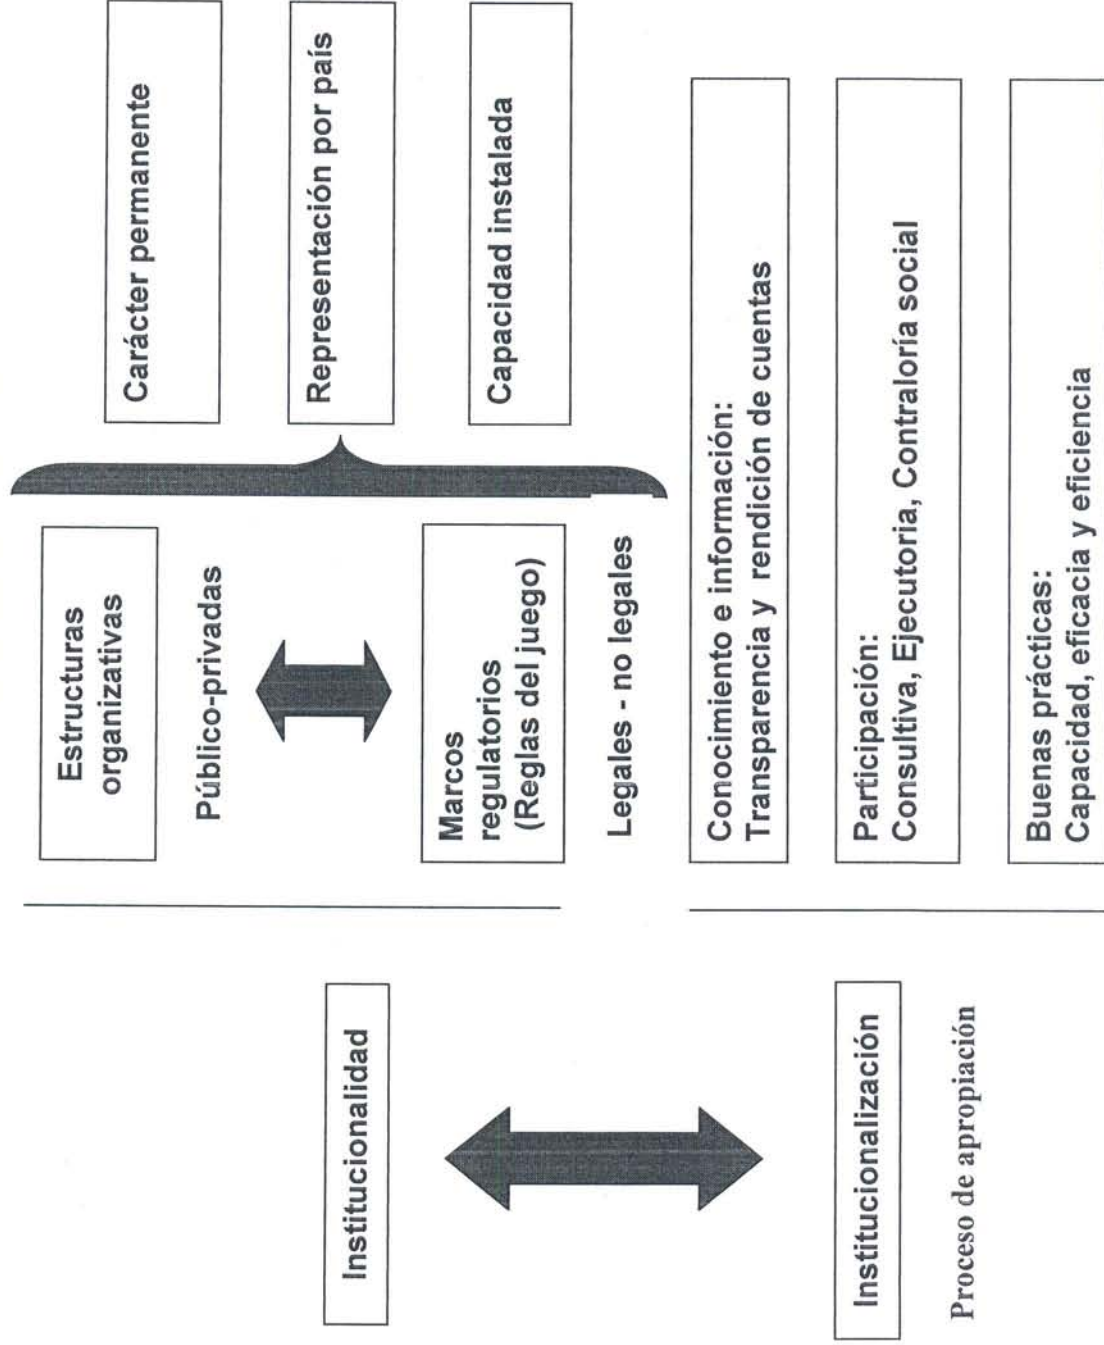 Institucionalidad
Estructuras
organizativas
Público-privadas
Marcos
regulatorios
(Reglas del juego)
Legales - no legales
Carácter permanente
Representación por país
Capacidad instalada
Institucionalización
Proceso de apropiación
Conocimiento e información:
Transparencia y rendición de cuentas
Participación:
Consultiva, Ejecutoria, Contraloría social
Buenas prácticas:
Capacidad, eficacia y eficiencia